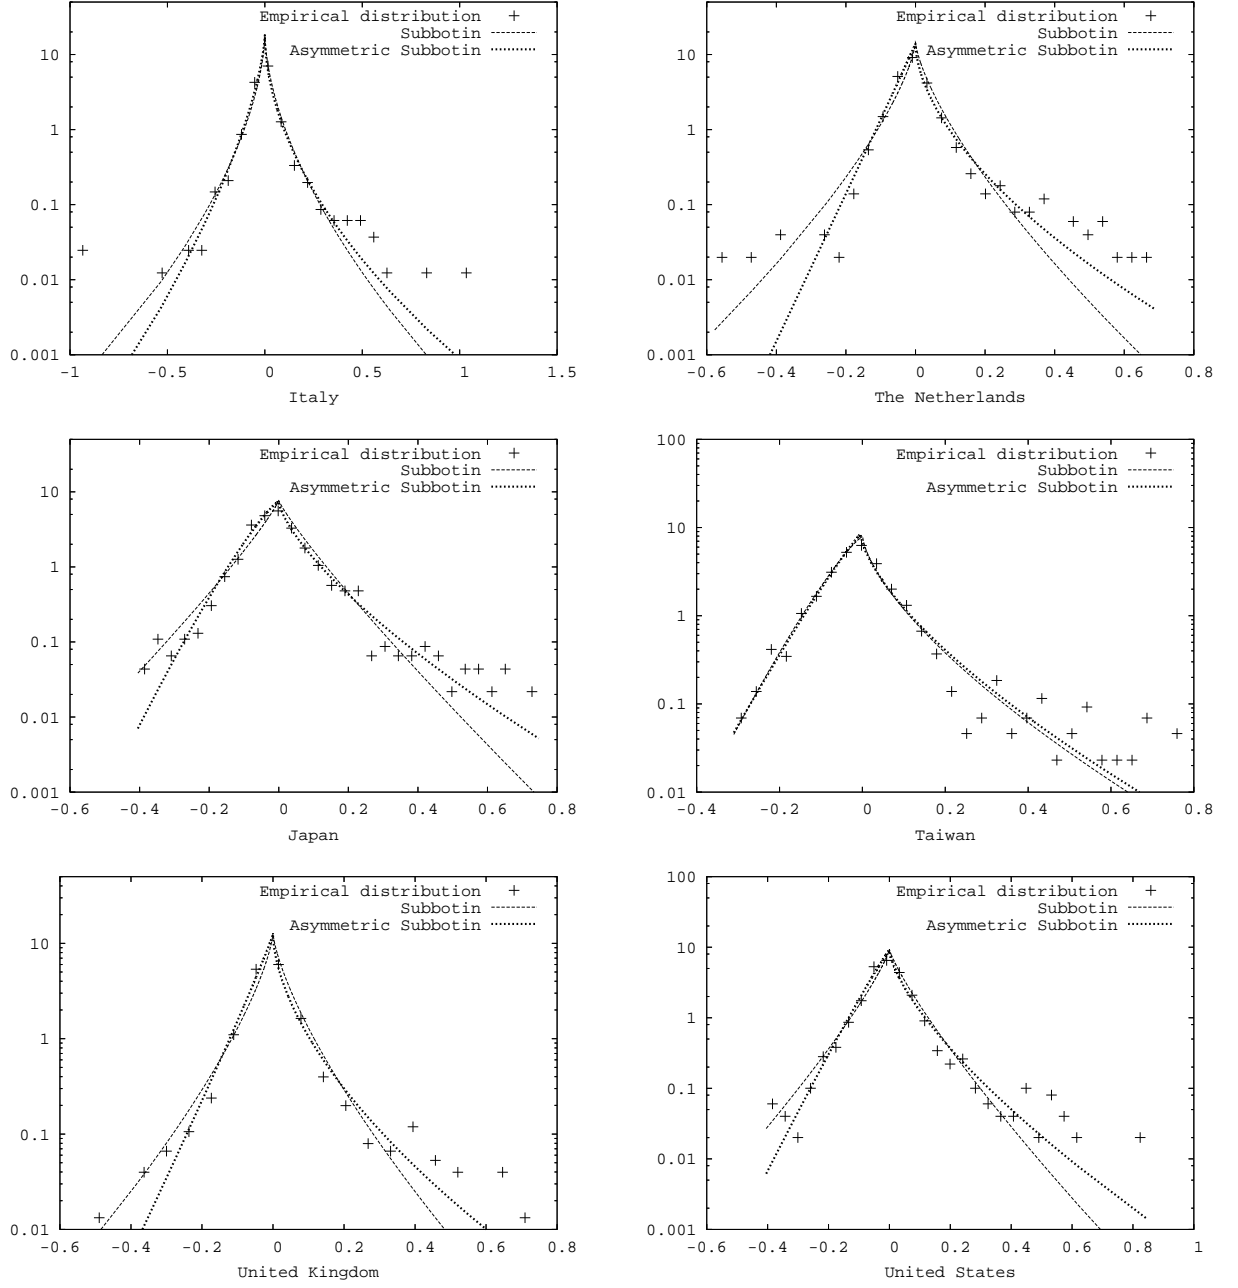 Empirical distribution
Subbotin
Asymmetric Subbotin
10
1
0.1
0.01
0.001
-1 -0.5 0 0.5 1 1.5
Italy
Empirical distribution
Subbotin
Asymmetric Subbotin
10
1
0.1
0.01
0.001
-0.6 -0.4 -0.2 0 0.2 0.4 0.6 0.8
The Netherlands
Empirical distribution
Subbotin
Asymmetric Subbotin
10
1
0.1
0.01
0.001
-0.6 -0.4 -0.2 0 0.2 0.4 0.6 0.8
Japan
100
Empirical distribution
Subbotin
Asymmetric Subbotin
10
1
0.1
0.01
-0.4 -0.2 0 0.2 0.4 0.6 0.8
Taiwan
Empirical distribution
Subbotin
Asymmetric Subbotin
10
1
0.1
0.01
-0.6 -0.4 -0.2 0 0.2 0.4 0.6 0.8
United Kingdom
100
Empirical distribution
Subbotin
Asymmetric Subbotin
10
1
0.1
0.01
0.001
-0.6 -0.4 -0.2 0 0.2 0.4 0.6 0.8 1
United States